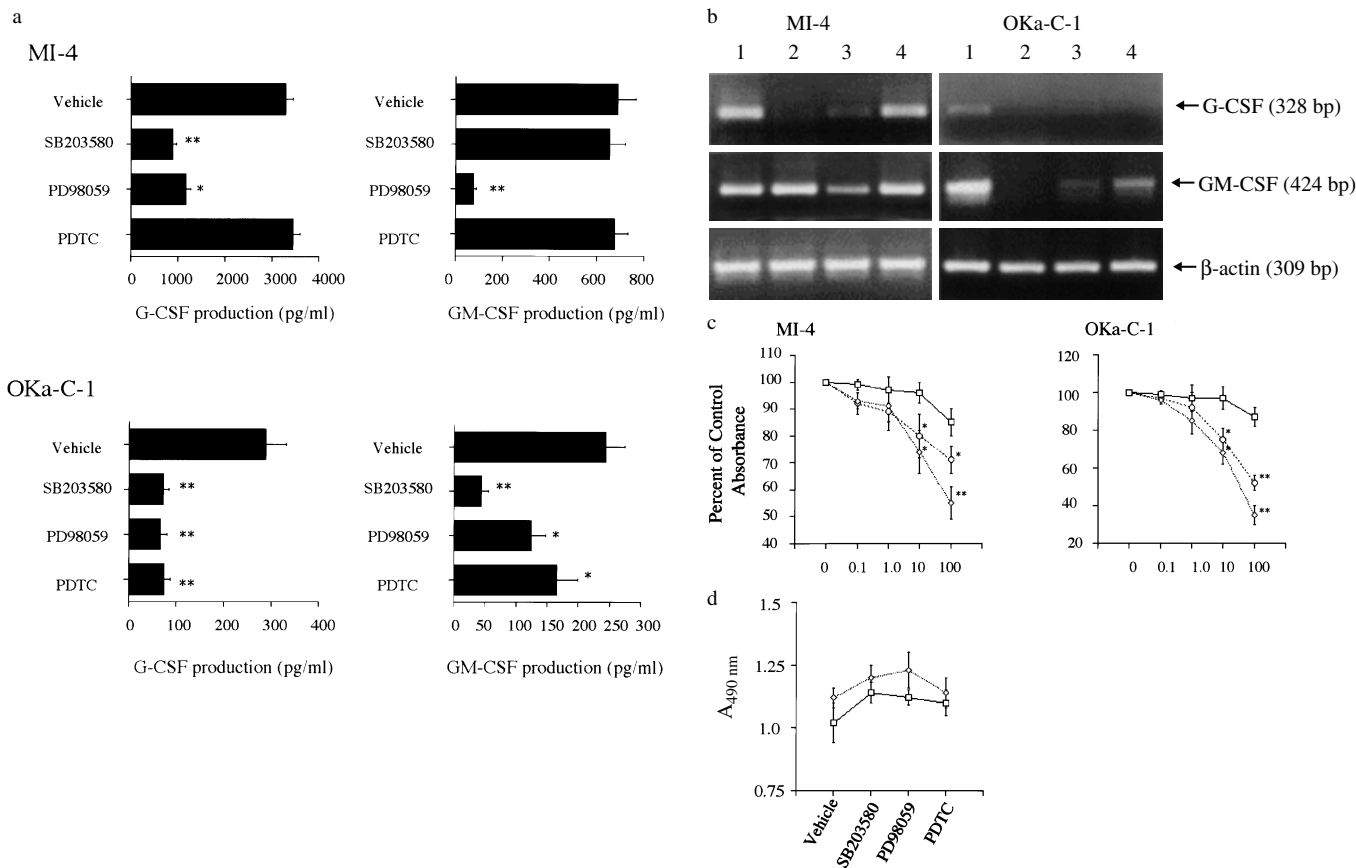 a
MI-4
Vehicle
SB203580
PD98059
PDTC
**
*
0 1000 2000 3000 4000
G-CSF production (pg/ml)
Vehicle
SB203580
PD98059
PDTC
**
0 200 400 600 800
GM-CSF production (pg/ml)
OKa-C-1
Vehicle
SB203580
PD98059
PDTC
**
**
**
0 100 200 300 400
G-CSF production (pg/ml)
Vehicle
SB203580
PD98059
PDTC
**
*
*
0 50 100 150 200 250 300
GM-CSF production (pg/ml)
b
MI-4 OKa-C-1
1 2 3 4 1 2 3 4
G-CSF (328 bp)
GM-CSF (424 bp)
β-actin (309 bp)
c
MI-4
Percent of Control
Absorbance
110
100
90
80
70
60
50
40
*
*
*
**
0 0.1 1.0 10 100
OKa-C-1
120
100
80
60
40
20
*
*
**
**
0 0.1 1.0 10 100
d
A490 nm
1.5
1.25
1.0
0.75
Vehicle
SB203580
PD98059
PDTC